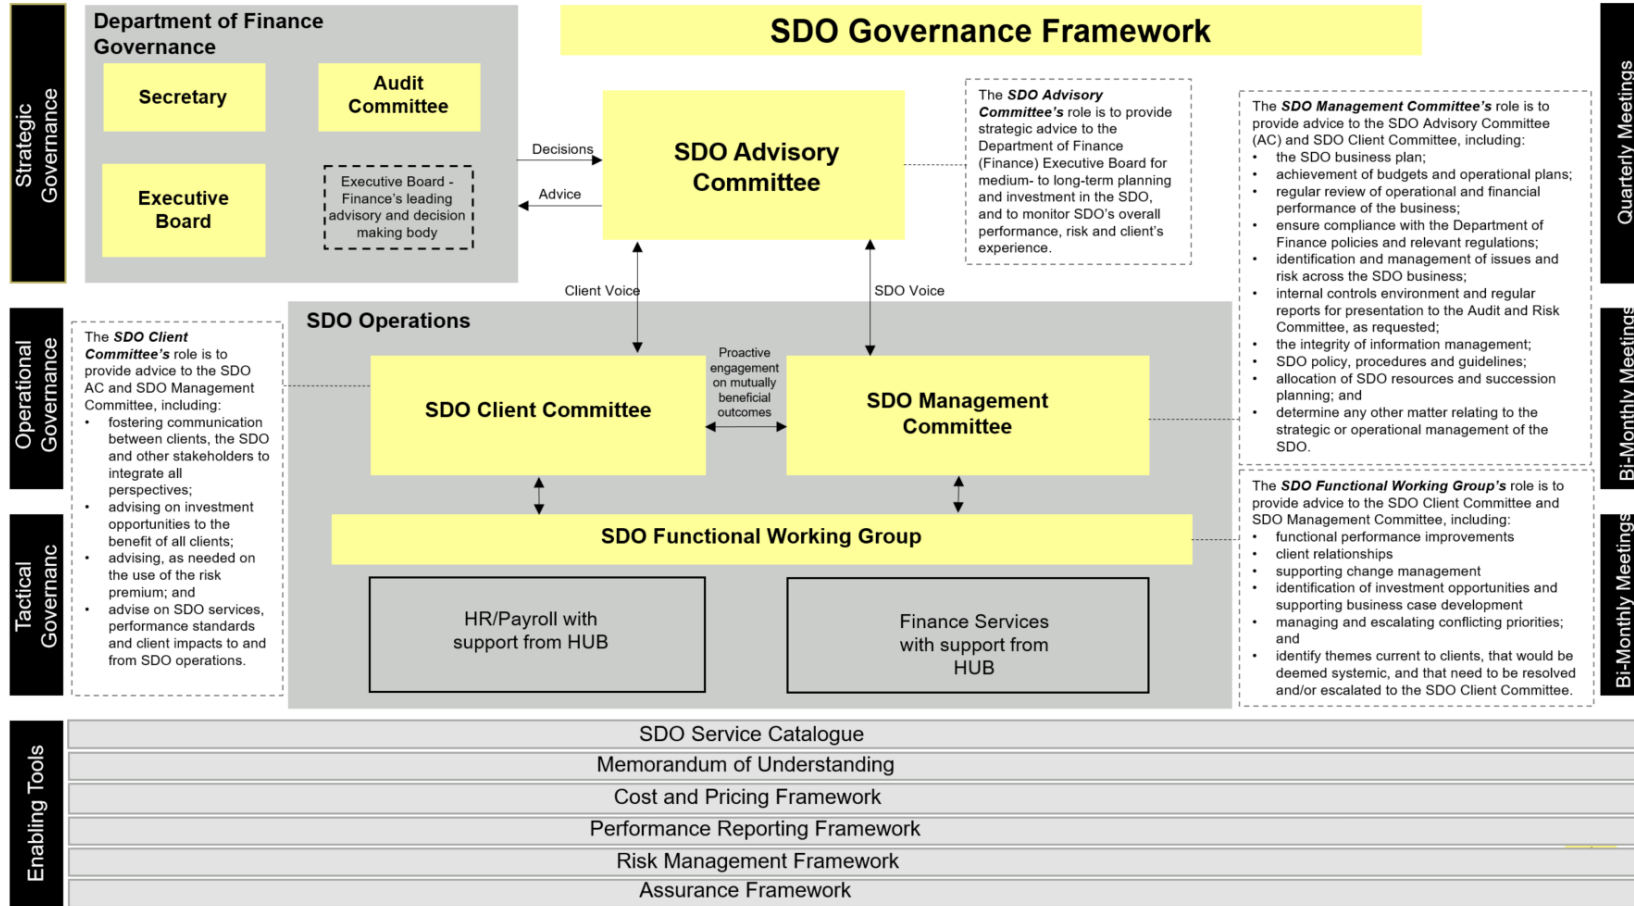 Department of Finance
Governance
SDO Governance Framework
Strategic
Governance
Quarterly Meetings
Secretary
Audit
Committee
Executive
Board
Executive Board -
Finance's leading
advisory and decision
making body
Decisions
Advice
SDO Advisory
Committee
The SDO Advisory
Committee's role is to provide
strategic advice to the
Department of Finance
(Finance) Executive Board for
medium- to long-term planning
and investment in the SDO,
and to monitor SDO's overall
performance, risk and client's
experience.
The SDO Management Committee's role is to
provide advice to the SDO Advisory Committee
(AC) and SDO Client Committee, including:
• the SDO business plan;
• achievement of budgets and operational plans;
• regular review of operational and financial
performance of the business;
• ensure compliance with the Department of
Finance policies and relevant regulations;
• identification and management of issues and
risk across the SDO business;
• internal controls environment and regular
reports for presentation to the Audit and Risk
Committee, as requested;
• the integrity of information management;
• SDO policy, procedures and guidelines;
• allocation of SDO resources and succession
planning; and
• determine any other matter relating to the
strategic or operational management of the
SDO.
Client Voice
SDO Voice
Operational
Governance
Bi-Monthly Meetings
The SDO Client
Committee's role is to
provide advice to the SDO
AC and SDO Management
Committee, including:
• fostering communication
between clients, the SDO
and other stakeholders to
integrate all
perspectives;
• advising on investment
opportunities to the
benefit of all clients;
• advising, as needed on
the use of the risk
premium; and
• advise on SDO services,
performance standards
and client impacts to and
from SDO operations.
SDO Operations
SDO Client Committee
Proactive
engagement
on mutually
beneficial
outcomes
SDO Management
Committee
Tactical
Governanc
Bi-Monthly Meetings
SDO Functional Working Group
The SDO Functional Working Group's role is to
provide advice to the SDO Client Committee and
SDO Management Committee, including:
• functional performance improvements
• client relationships
• supporting change management
• identification of investment opportunities and
supporting business case development
• managing and escalating conflicting priorities;
and
• identify themes current to clients, that would be
deemed systemic, and that need to be resolved
and/or escalated to the SDO Client Committee.
HR/Payroll with
support from HUB
Finance Services
with support from
HUB
Enabling Tools
SDO Service Catalogue
Memorandum of Understanding
Cost and Pricing Framework
Performance Reporting Framework
Risk Management Framework
Assurance Framework